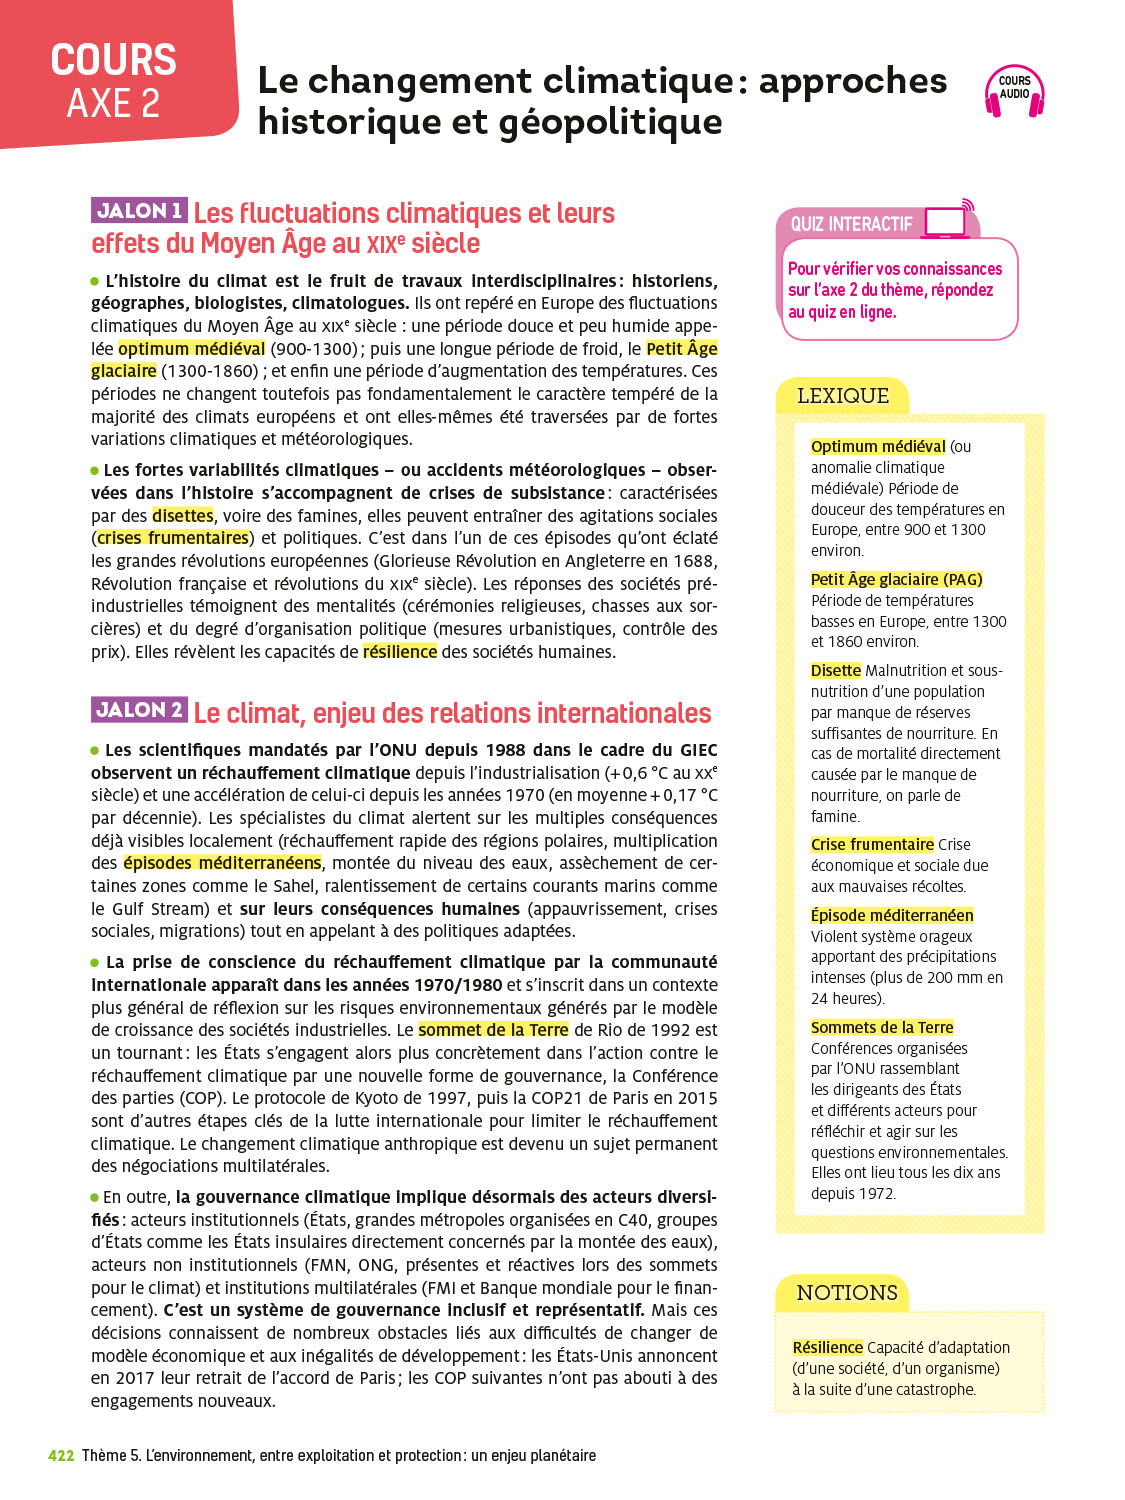 COURS
AXE 2
Le changement climatique : approches
historique et géopolitique
COURS
AUDIO
JALON 1 Les fluctuations climatiques et leurs
effets du Moyen Âge au XIXe siècle
• L’histoire du climat est le fruit de travaux interdisciplinaires : historiens,
géographes, biologistes, climatologues. Ils ont repéré en Europe des fluctuations
climatiques du Moyen Âge au XIXe siècle : une période douce et peu humide appe-
lée optimum médiéval (900-1300) ; puis une longue période de froid, le Petit Âge
glaciaire (1300-1860) ; et enfin une période d’augmentation des températures. Ces
périodes ne changent toutefois pas fondamentalement le caractère tempéré de la
majorité des climats européens et ont elles-mêmes été traversées par de fortes
variations climatiques et météorologiques.
• Les fortes variabilités climatiques – ou accidents météorologiques – obser-
vées dans l’histoire s’accompagnent de crises de subsistance : caractérisées
par des disettes, voire des famines, elles peuvent entraîner des agitations sociales
(crises frumentaires) et politiques. C’est dans l’un de ces épisodes qu’ont éclaté
les grandes révolutions européennes (Glorieuse Révolution en Angleterre en 1688,
Révolution française et révolutions du XIXe siècle). Les réponses des sociétés pré-
industrielles témoignent des mentalités (cérémonies religieuses, chasses aux sor-
cières) et du degré d’organisation politique (mesures urbanistiques, contrôle des
prix). Elles révèlent les capacités de résilience des sociétés humaines.
JALON 2 Le climat, enjeu des relations internationales
• Les scientifiques mandatés par l’ONU depuis 1988 dans le cadre du GIEC
observent un réchauffement climatique depuis l’industrialisation (+ 0,6 °C au XXe
siècle) et une accélération de celui-ci depuis les années 1970 (en moyenne + 0,17 °C
par décennie). Les spécialistes du climat alertent sur les multiples conséquences
déjà visibles localement (réchauffement rapide des régions polaires, multiplication
des épisodes méditerranéens, montée du niveau des eaux, assèchement de cer-
taines zones comme le Sahel, ralentissement de certains courants marins comme
le Gulf Stream) et sur leurs conséquences humaines (appauvrissement, crises
sociales, migrations) tout en appelant à des politiques adaptées.
• La prise de conscience du réchauffement climatique par la communauté
internationale apparaît dans les années 1970/1980 et s’inscrit dans un contexte
plus général de réflexion sur les risques environnementaux générés par le modèle
de croissance des sociétés industrielles. Le sommet de la Terre de Rio de 1992 est
un tournant : les États s’engagent alors plus concrètement dans l’action contre le
réchauffement climatique par une nouvelle forme de gouvernance, la Conférence
des parties (COP). Le protocole de Kyoto de 1997, puis la COP21 de Paris en 2015
sont d’autres étapes clés de la lutte internationale pour limiter le réchauffement
climatique. Le changement climatique anthropique est devenu un sujet permanent
des négociations multilatérales.
• En outre, la gouvernance climatique implique désormais des acteurs diversi-
fiés : acteurs institutionnels (États, grandes métropoles organisées en C40, groupes
d’États comme les États insulaires directement concernés par la montée des eaux),
acteurs non institutionnels (FMN, ONG, présentes et réactives lors des sommets
pour le climat) et institutions multilatérales (FMI et Banque mondiale pour le finan-
cement). C’est un système de gouvernance inclusif et représentatif. Mais ces
décisions connaissent de nombreux obstacles liés aux difficultés de changer de
modèle économique et aux inégalités de développement : les États-Unis annoncent
en 2017 leur retrait de l’accord de Paris ; les COP suivantes n’ont pas abouti à des
engagements nouveaux.
QUIZ INTERACTIF
Pour vérifier vos connaissances
sur l’axe 2 du thème, répondez
au quiz en ligne.
LEXIQUE
Optimum médiéval (ou
anomalie climatique
médiévale) Période de
douceur des températures en
Europe, entre 900 et 1300
environ.
Petit Âge glaciaire (PAG)
Période de températures
basses en Europe, entre 1300
et 1860 environ.
Disette Malnutrition et sous-
nutrition d’une population
par manque de réserves
suffisantes de nourriture. En
cas de mortalité directement
causée par le manque de
nourriture, on parle de
famine.
Crise frumentaire Crise
économique et sociale due
aux mauvaises récoltes.
Épisode méditerranéen
Violent système orageux
apportant des précipitations
intenses (plus de 200 mm en
24 heures).
Sommets de la Terre
Conférences organisées
par l’ONU rassemblant
les dirigeants des États
et différents acteurs pour
réfléchir et agir sur les
questions environnementales.
Elles ont lieu tous les dix ans
depuis 1972.
NOTIONS
Résilience Capacité d’adaptation
(d’une société, d’un organisme)
à la suite d’une catastrophe.
422 Thème 5. L’environnement, entre exploitation et protection : un enjeu planétaire